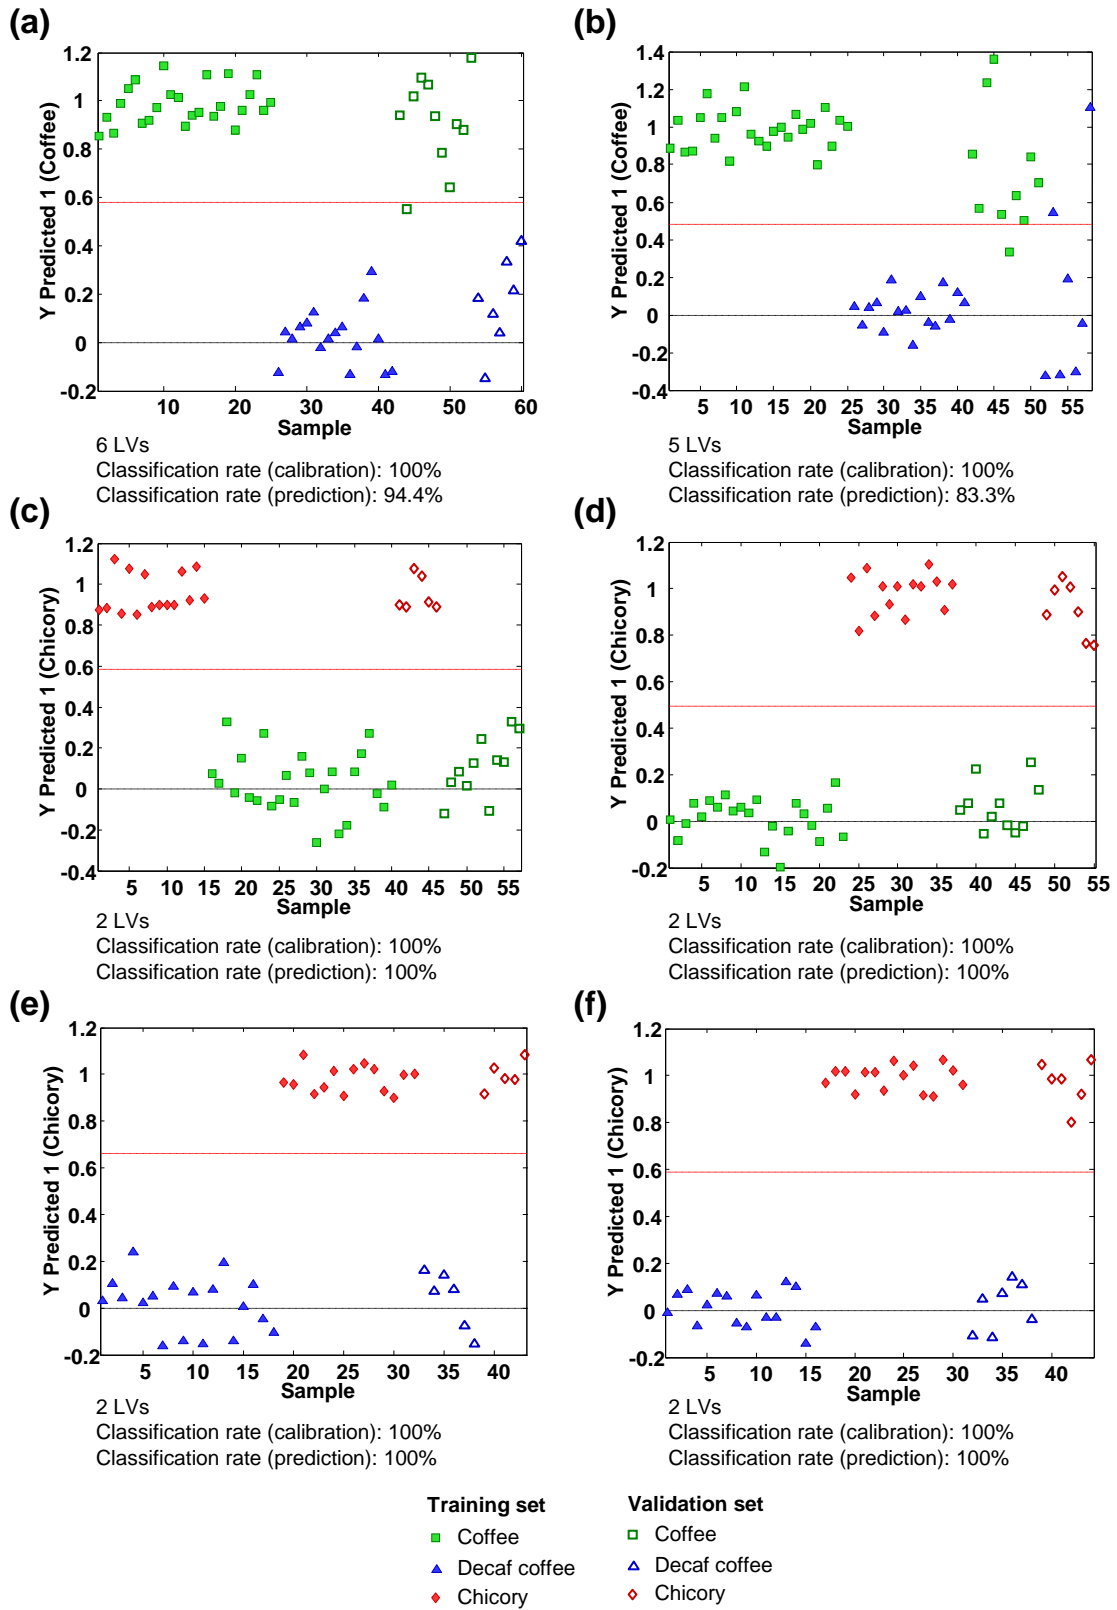 (a)
1.2
1
0.8
0.6
0.4
0.2
0
-0.2
Y Predicted 1 (Coffee)
10 20 30 40 50 60
Sample
6 LVs
Classification rate (calibration): 100%
Classification rate (prediction): 94.4%
(b)
1.4
1.2
1
0.8
0.6
0.4
0.2
0
-0.2
-0.4
Y Predicted 1 (Coffee)
5 10 15 20 25 30 35 40 45 50 55
Sample
5 LVs
Classification rate (calibration): 100%
Classification rate (prediction): 83.3%
(c)
1.2
1
0.8
0.6
0.4
0.2
0
-0.2
-0.4
Y Predicted 1 (Chicory)
5 10 15 20 25 30 35 40 45 50 55
Sample
2 LVs
Classification rate (calibration): 100%
Classification rate (prediction): 100%
(d)
1.2
1
0.8
0.6
0.4
0.2
0
-0.2
Y Predicted 1 (Chicory)
5 10 15 20 25 30 35 40 45 50 55
Sample
2 LVs
Classification rate (calibration): 100%
Classification rate (prediction): 100%
(e)
1.2
1
0.8
0.6
0.4
0.2
0
-0.2
Y Predicted 1 (Chicory)
5 10 15 20 25 30 35 40
Sample
2 LVs
Classification rate (calibration): 100%
Classification rate (prediction): 100%
(f)
1.2
1
0.8
0.6
0.4
0.2
0
-0.2
Y Predicted 1 (Chicory)
5 10 15 20 25 30 35 40
Sample
2 LVs
Classification rate (calibration): 100%
Classification rate (prediction): 100%
Training set
Coffee
Decaf coffee
Chicory
Validation set
Coffee
Decaf coffee
Chicory